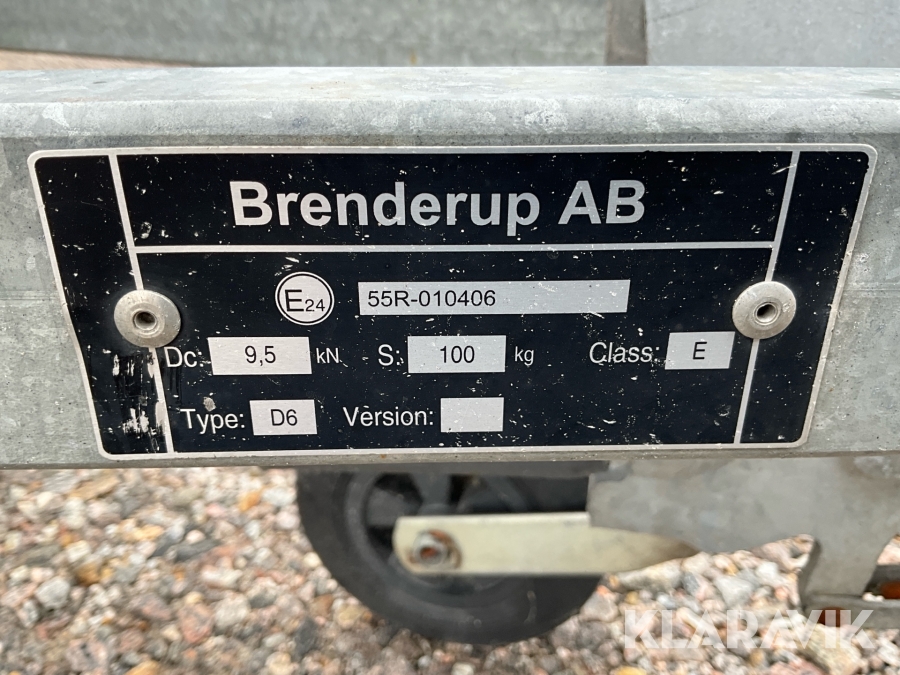 Brenderup AB
E24 55R-010406
Dc: 9,5 kN S: 100 kg Class: E
Type: D6 Version:
KLARAVIK